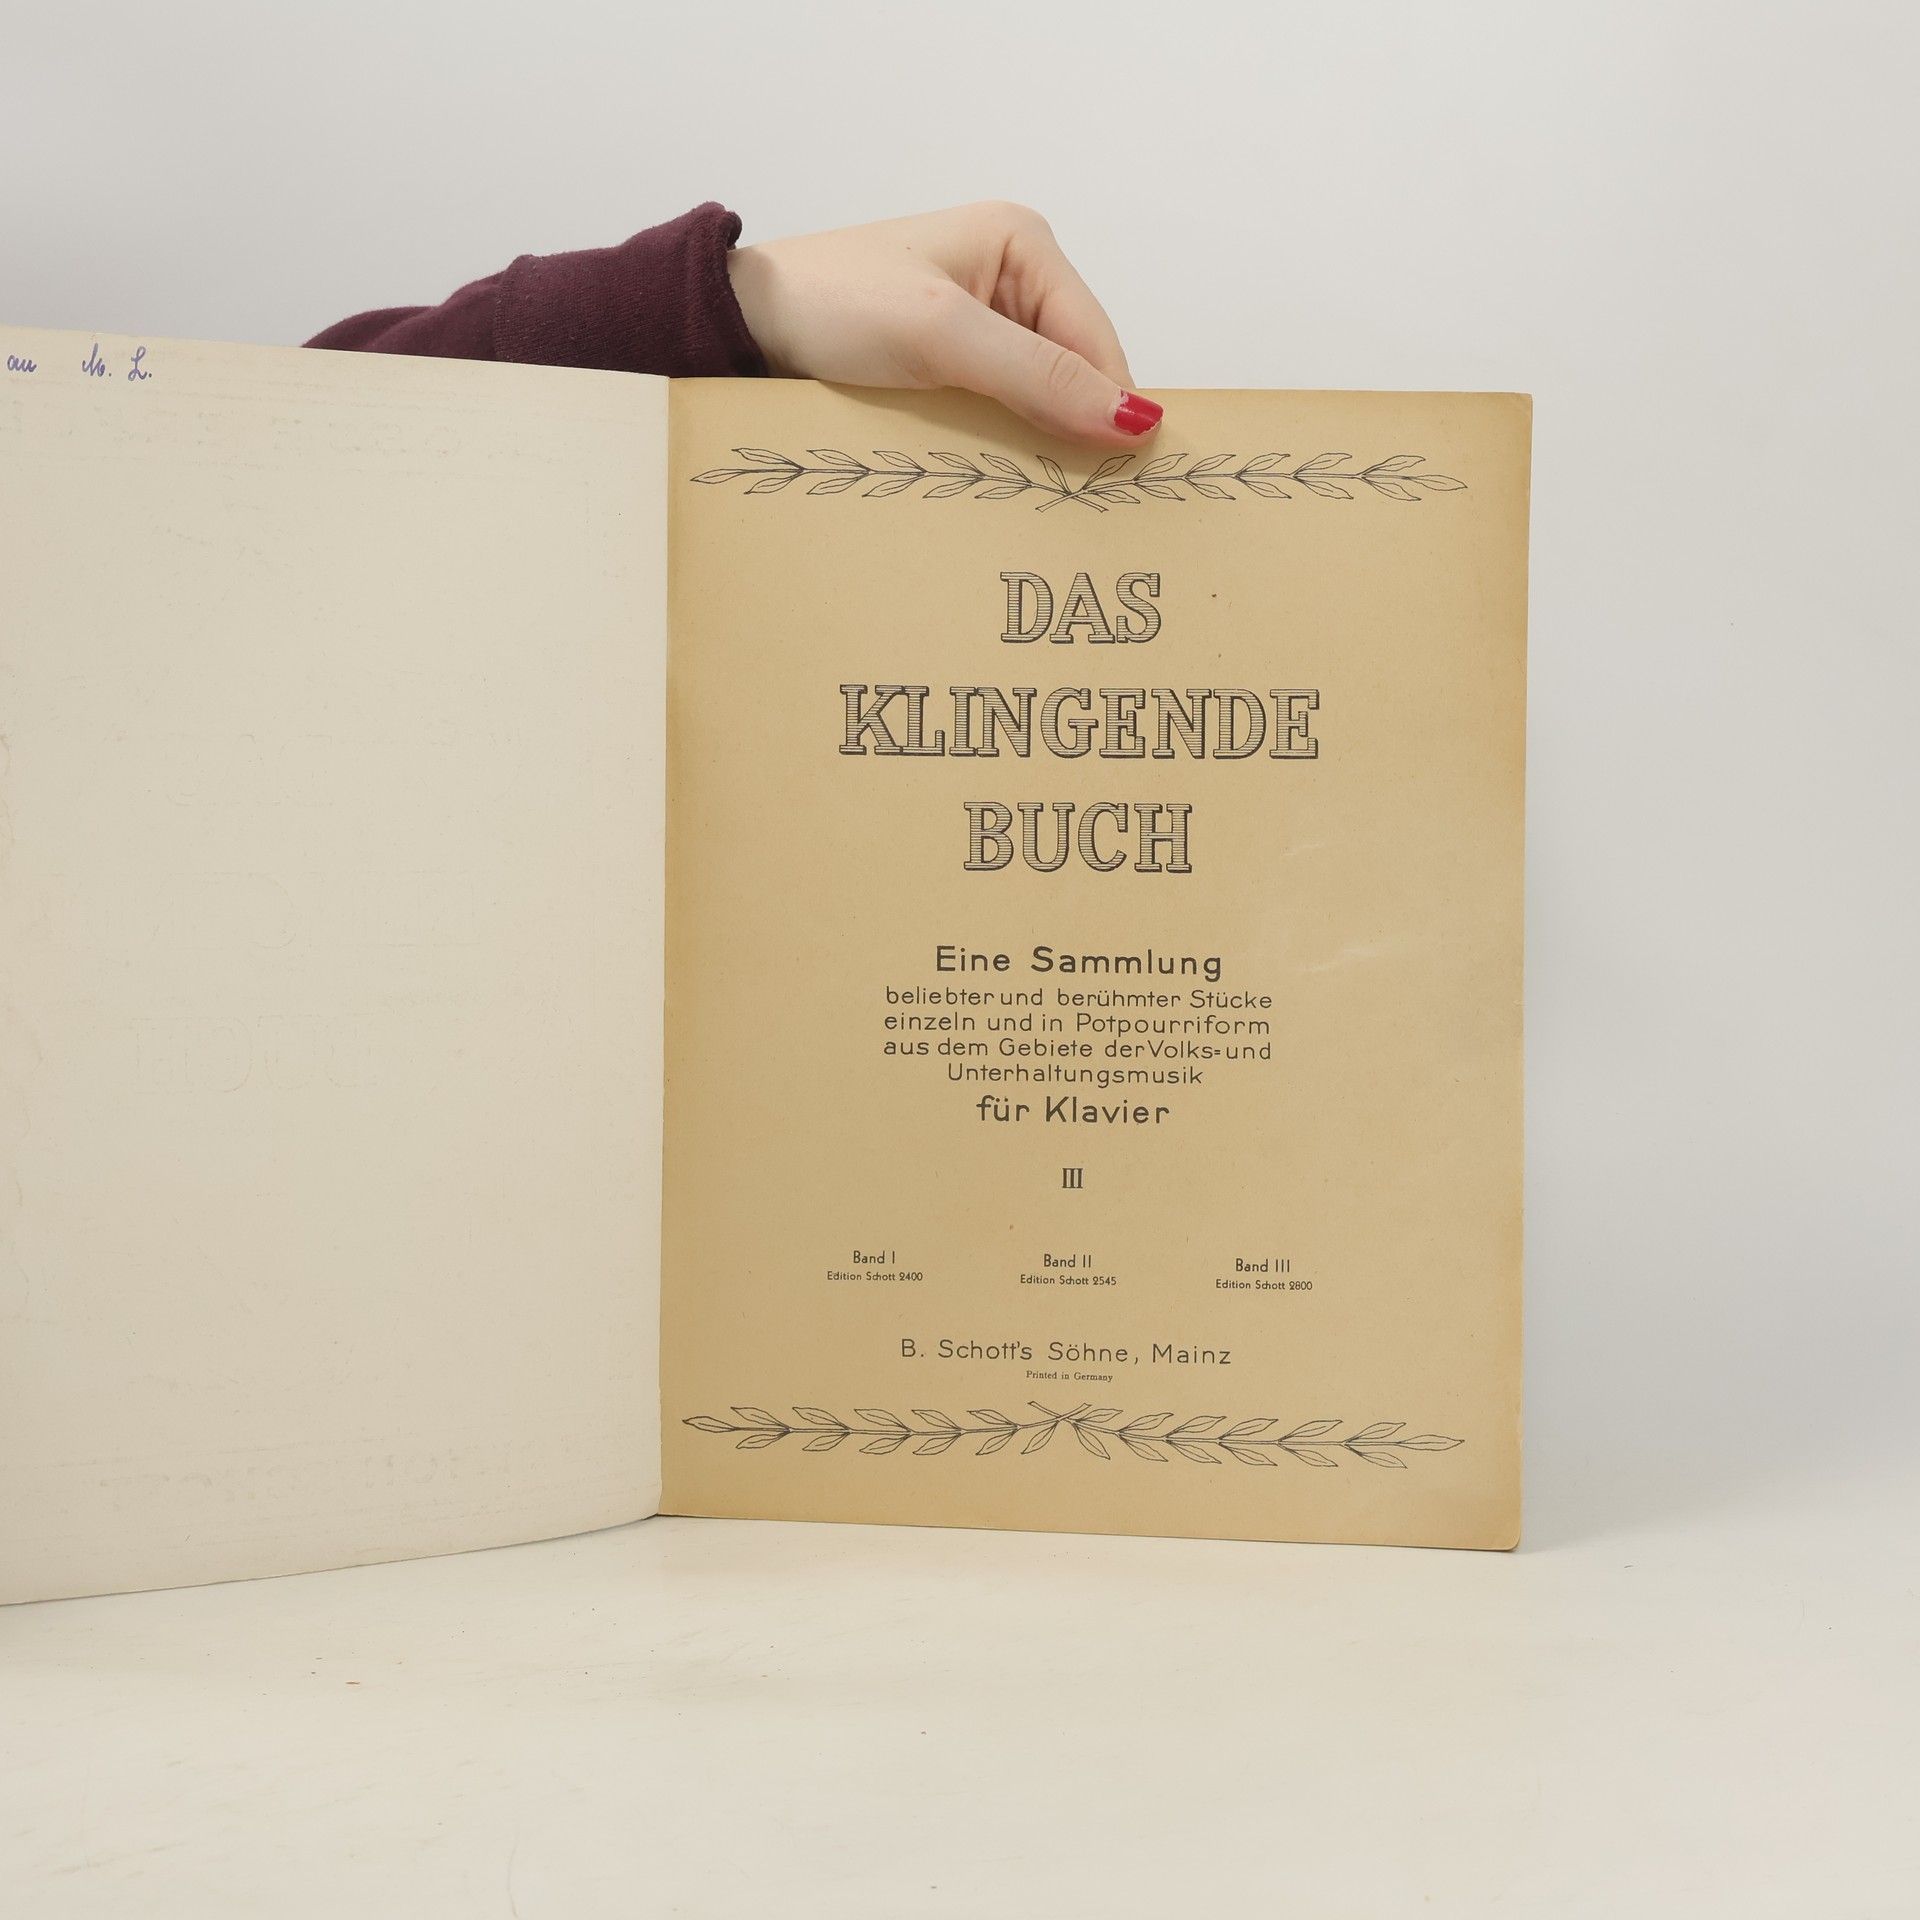 an M. L.
DAS
KLINGENDE
BUCH
Eine Sammlung
beliebter und berühmter Stücke
einzeln und in Potpourriform
aus dem Gebiete der Volks= und
Unterhaltungsmusik
für Klavier
III
Band I
Edition Schott 2400
Band II
Edition Schott 2545
Band III
Edition Schott 2800
B. Schott's Söhne, Mainz
Printed in Germany